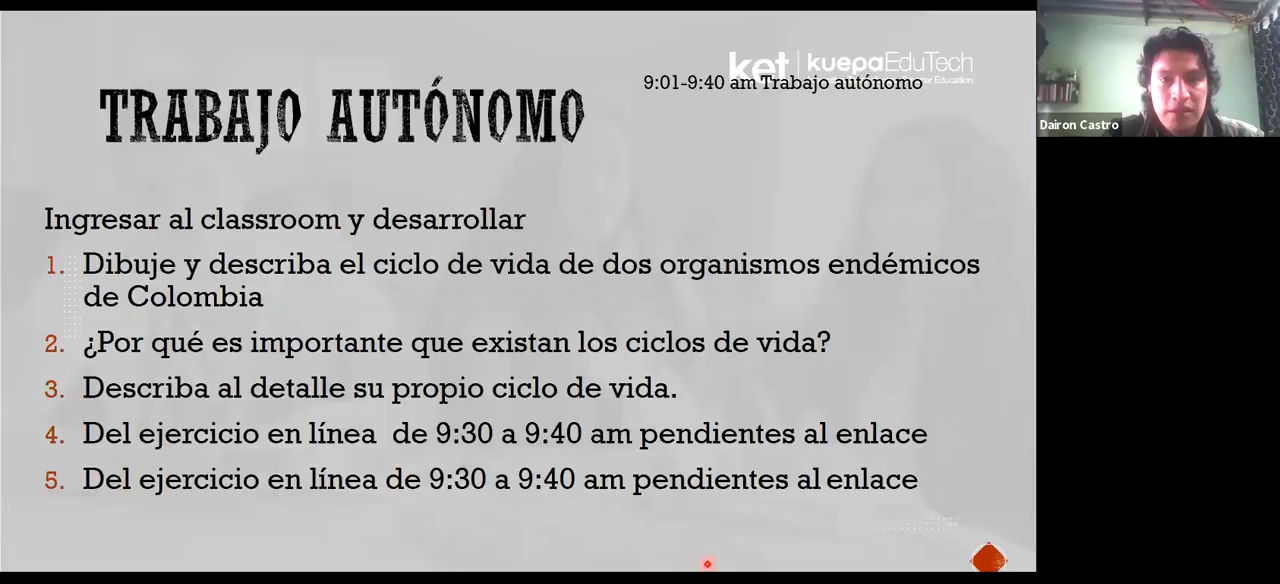 ket kuepaEduTech
9:01-9:40 am Trabajo autónomo
Education
TRABAJO AUTÓNOMO
Dairon Castro
Ingresar al classroom y desarrollar
1. Dibuje y describa el ciclo de vida de dos organismos endémicos
de Colombia
2. ¿Por qué es importante que existan los ciclos de vida?
3. Describa al detalle su propio ciclo de vida.
4. Del ejercicio en línea de 9:30 a 9:40 am pendientes al enlace
5. Del ejercicio en línea de 9:30 a 9:40 am pendientes al enlace